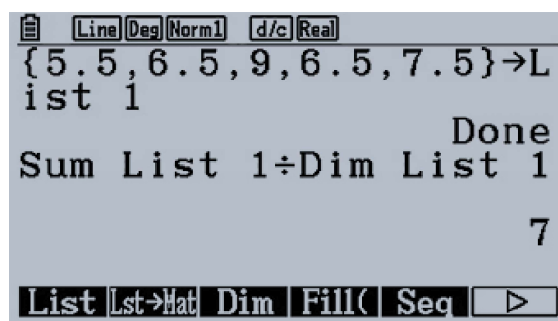 Line Deg Norm1 d/c Real
{5.5,6.5,9,6.5,7.5}→L
ist 1
Done
Sum List 1÷Dim List 1
7
List Lst→Mat Dim Fill( Seq ▷